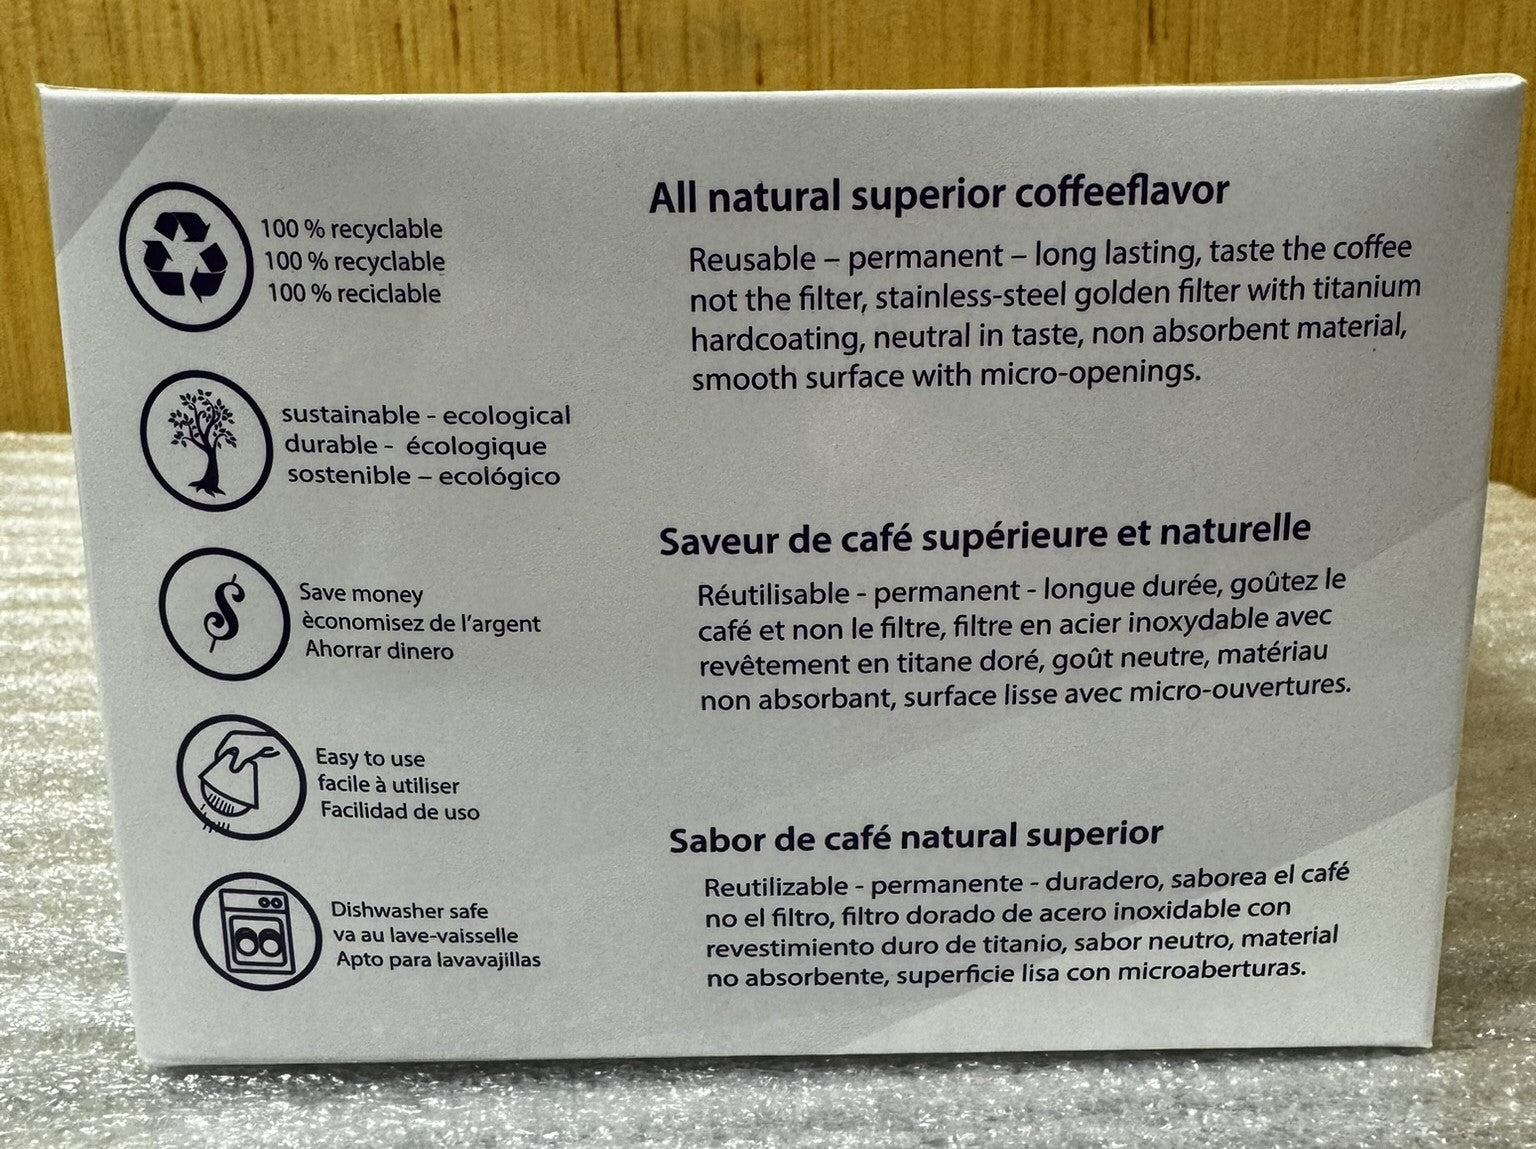 100 % recyclable
100 % recyclable
100 % reciclable
sustainable - ecological
durable - écologique
sostenible – ecológico
Save money
èconomisez de l'argent
Ahorrar dinero
Easy to use
facile à utiliser
Facilidad de uso
Dishwasher safe
va au lave-vaisselle
Apto para lavavajillas
All natural superior coffeeflavor
Reusable – permanent – long lasting, taste the coffee
not the filter, stainless-steel golden filter with titanium
hardcoating, neutral in taste, non absorbent material,
smooth surface with micro-openings.
Saveur de café supérieure et naturelle
Réutilisable - permanent - longue durée, goûtez le
café et non le filtre, filtre en acier inoxydable avec
revêtement en titane doré, goût neutre, matériau
non absorbant, surface lisse avec micro-ouvertures.
Sabor de café natural superior
Reutilizable - permanente - duradero, saborea el café
no el filtro, filtro dorado de acero inoxidable con
revestimiento duro de titanio, sabor neutro, material
no absorbente, superficie lisa con microaberturas.